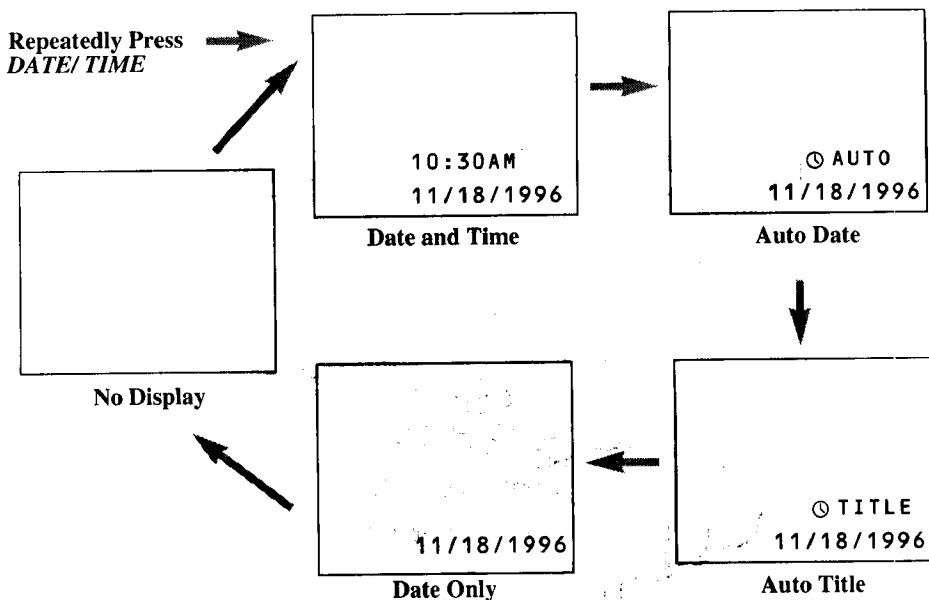 Repeatedly Press
DATE/ TIME
10:30AM
11/18/1996
Date and Time
AUTO
11/18/1996
Auto Date
No Display
11/18/1996
Date Only
TITLE
11/18/1996
Auto Title